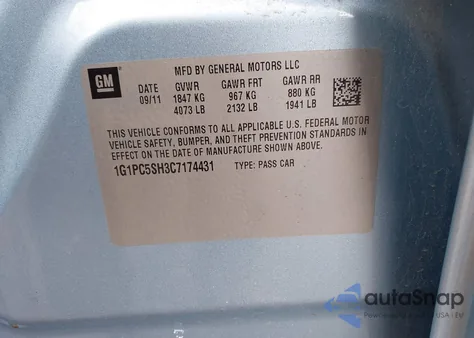 GM
MFD BY GENERAL MOTORS LLC
DATE GVWR GAWR FRT GAWR RR
09/11 1847 KG 967 KG 880 KG
4073 LB 2132 LB 1941 LB
THIS VEHICLE CONFORMS TO ALL APPLICABLE U.S. FEDERAL MOTOR
VEHICLE SAFETY, BUMPER, AND THEFT PREVENTION STANDARDS IN
EFFECT ON THE DATE OF MANUFACTURE SHOWN ABOVE.
1G1PC5SH3C7174431 TYPE: PASS CAR
autoSnap